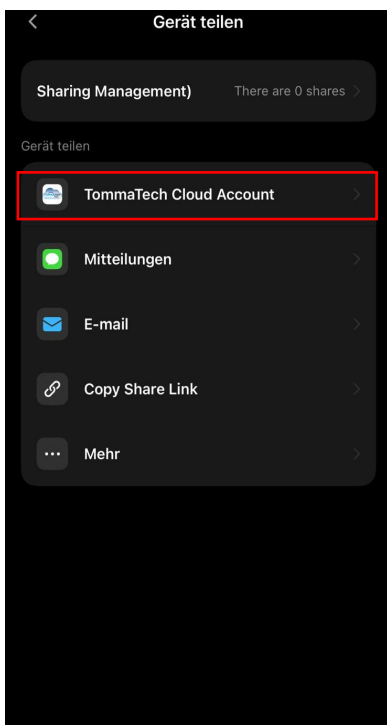 Gerät teilen
Sharing Management) There are 0 shares
Gerät teilen
TommaTech Cloud Account
Mitteilungen
E-mail
Copy Share Link
Mehr